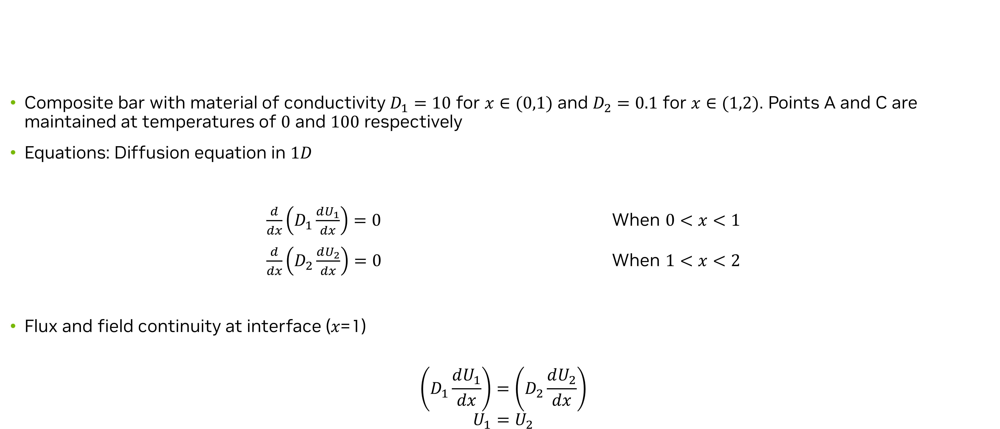 • Composite bar with material of conductivity $D_1 = 10$ for $x \in (0,1)$ and $D_2 = 0.1$ for $x \in (1,2)$. Points A and C are
maintained at temperatures of $0$ and $100$ respectively
• Equations: Diffusion equation in $1D$
$\frac{d}{dx}\left(D_1 \frac{dU_1}{dx}\right) = 0$ When $0 < x < 1$
$\frac{d}{dx}\left(D_2 \frac{dU_2}{dx}\right) = 0$ When $1 < x < 2$
• Flux and field continuity at interface ($x$=1)
$\left(D_1 \frac{dU_1}{dx}\right) = \left(D_2 \frac{dU_2}{dx}\right)$
$U_1 = U_2$